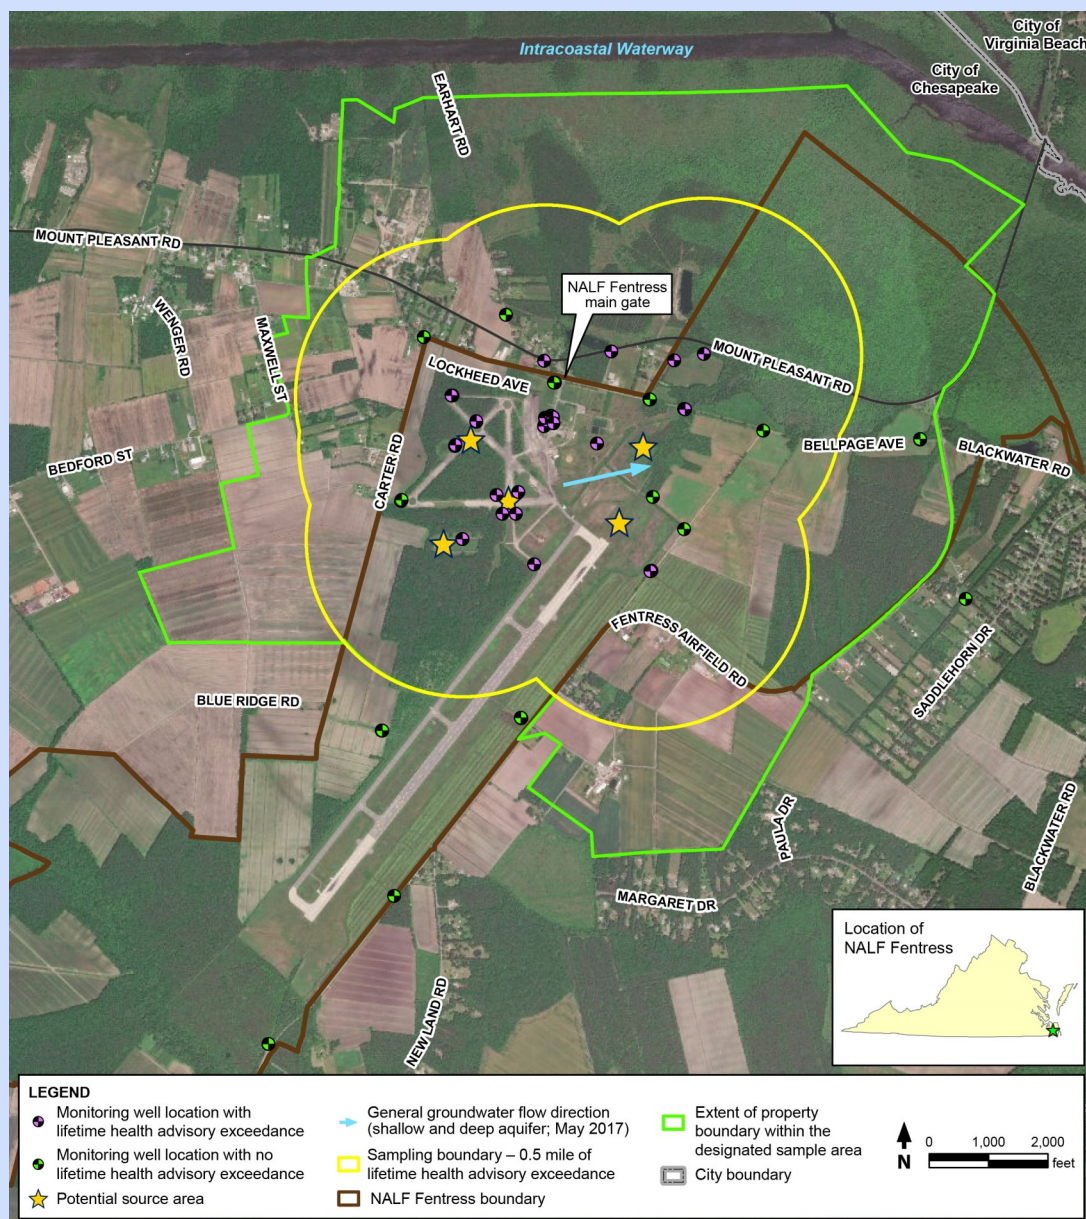 City of
Virginia Beach
Intracoastal Waterway
City of
Chesapeake
EARHART RD
MOUNT PLEASANT RD
NALF Fentress
main gate
WENGER RD
MAXWELL ST
LOCKHEED AVE
MOUNT PLEASANT RD
BEDFORD ST
CARTER RD
BELLPAGE AVE
BLACKWATER RD
FENTRESS AIRFIELD RD
SADDLEHORN DR
BLUE RIDGE RD
PAULA DR
BLACKWATER RD
MARGARET DR
NEW LAND RD
Location of
NALF Fentress
LEGEND
Monitoring well location with
lifetime health advisory exceedance
Monitoring well location with no
lifetime health advisory exceedance
Potential source area
General groundwater flow direction
(shallow and deep aquifer; May 2017)
Sampling boundary – 0.5 mile of
lifetime health advisory exceedance
NALF Fentress boundary
Extent of property
boundary within the
designated sample area
City boundary
N
0 1,000 2,000
feet